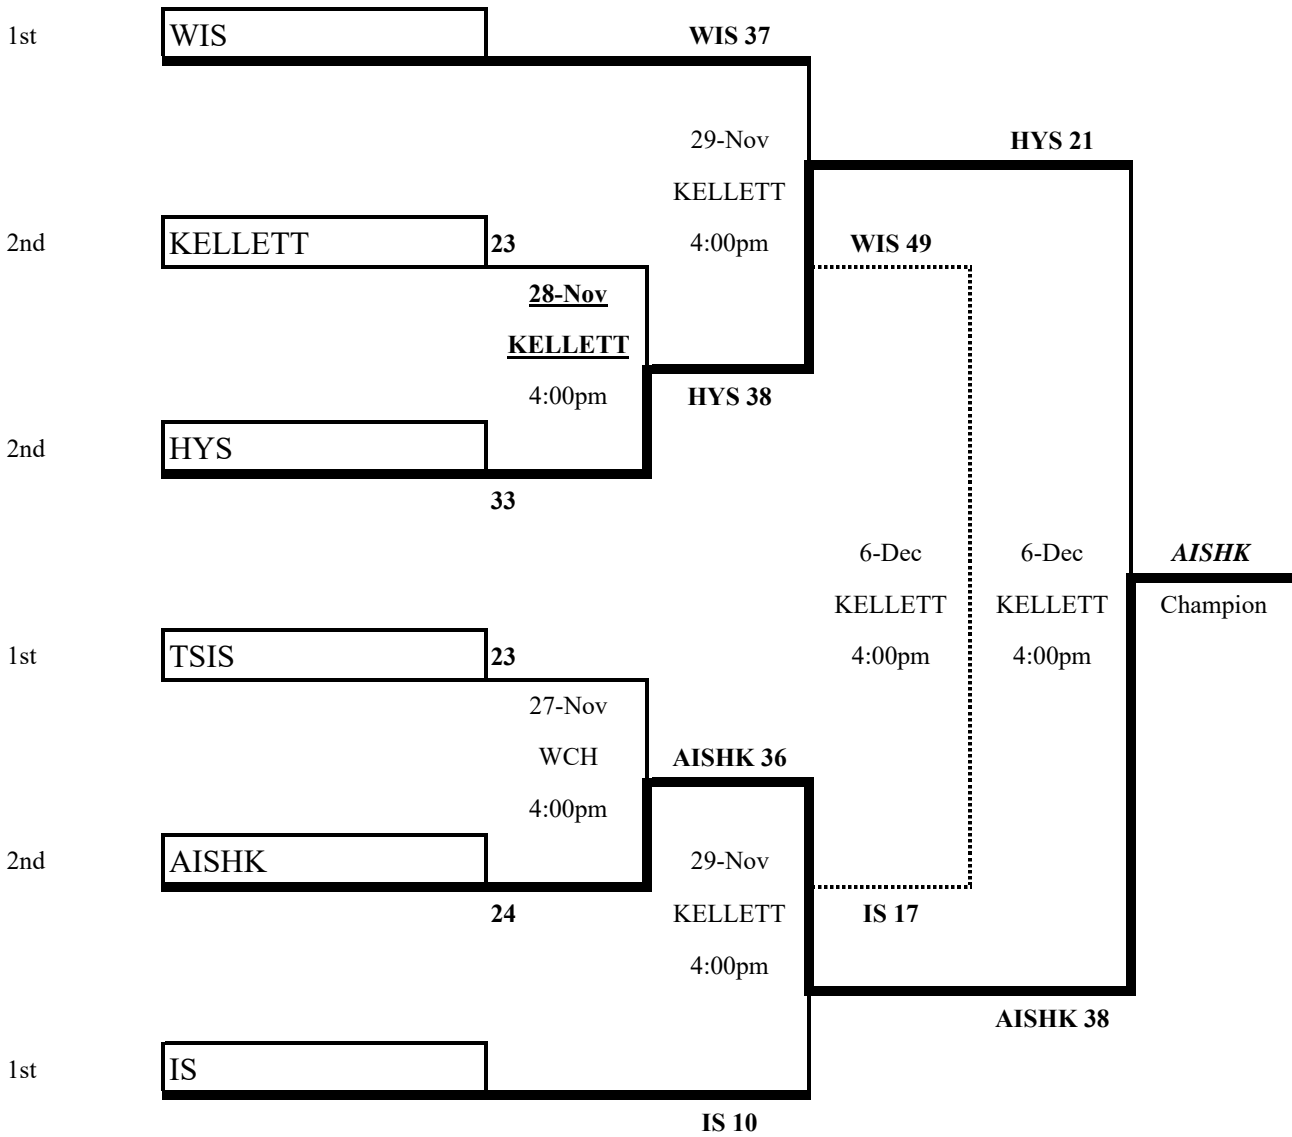 1st
WIS
WIS 37
29-Nov
HYS 21
KELLETT
2nd
KELLETT
23
4:00pm
WIS 49
28-Nov
KELLETT
4:00pm
HYS 38
2nd
HYS
33
6-Dec
6-Dec
AISHK
KELLETT
KELLETT
Champion
1st
TSIS
23
4:00pm
4:00pm
27-Nov
WCH
AISHK 36
4:00pm
2nd
AISHK
29-Nov
24
KELLETT
IS 17
4:00pm
AISHK 38
1st
IS
IS 10